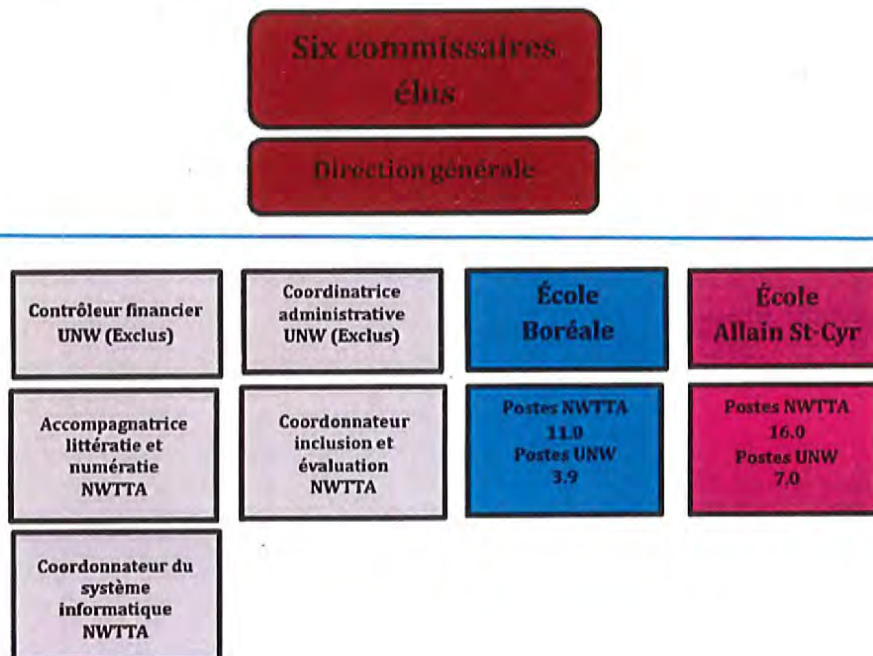 Six commissaires
élus
Direction générale
Contrôleur financier
UNW (Exclus)
Coordinatrice
administrative
UNW (Exclus)
École
Boréale
École
Allain St-Cyr
Accompagnatrice
littératie et
numératie
NWTTA
Coordonnateur
inclusion et
évaluation
NWTTA
Postes NWTTA
11.0
Postes UNW
3.9
Postes NWTTA
16.0
Postes UNW
7.0
Coordonnateur du
système
informatique
NWTTA